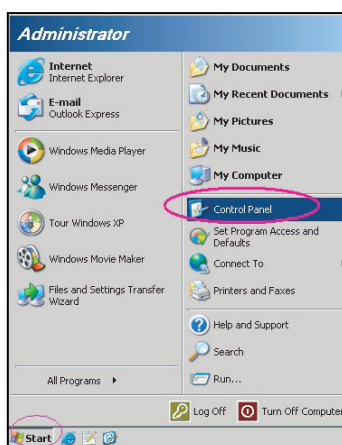 Administrator
Internet
Internet Explorer
E-mail
Outlook Express
Windows Media Player
Windows Messenger
Tour Windows XP
Windows Movie Maker
Files and Settings Transfer
Wizard
All Programs
My Documents
My Recent Documents
My Pictures
My Music
My Computer
Control Panel
Set Program Access and
Defaults
Connect To
Printers and Faxes
Help and Support
Search
Run...
Log Off
Turn Off Computer
Start